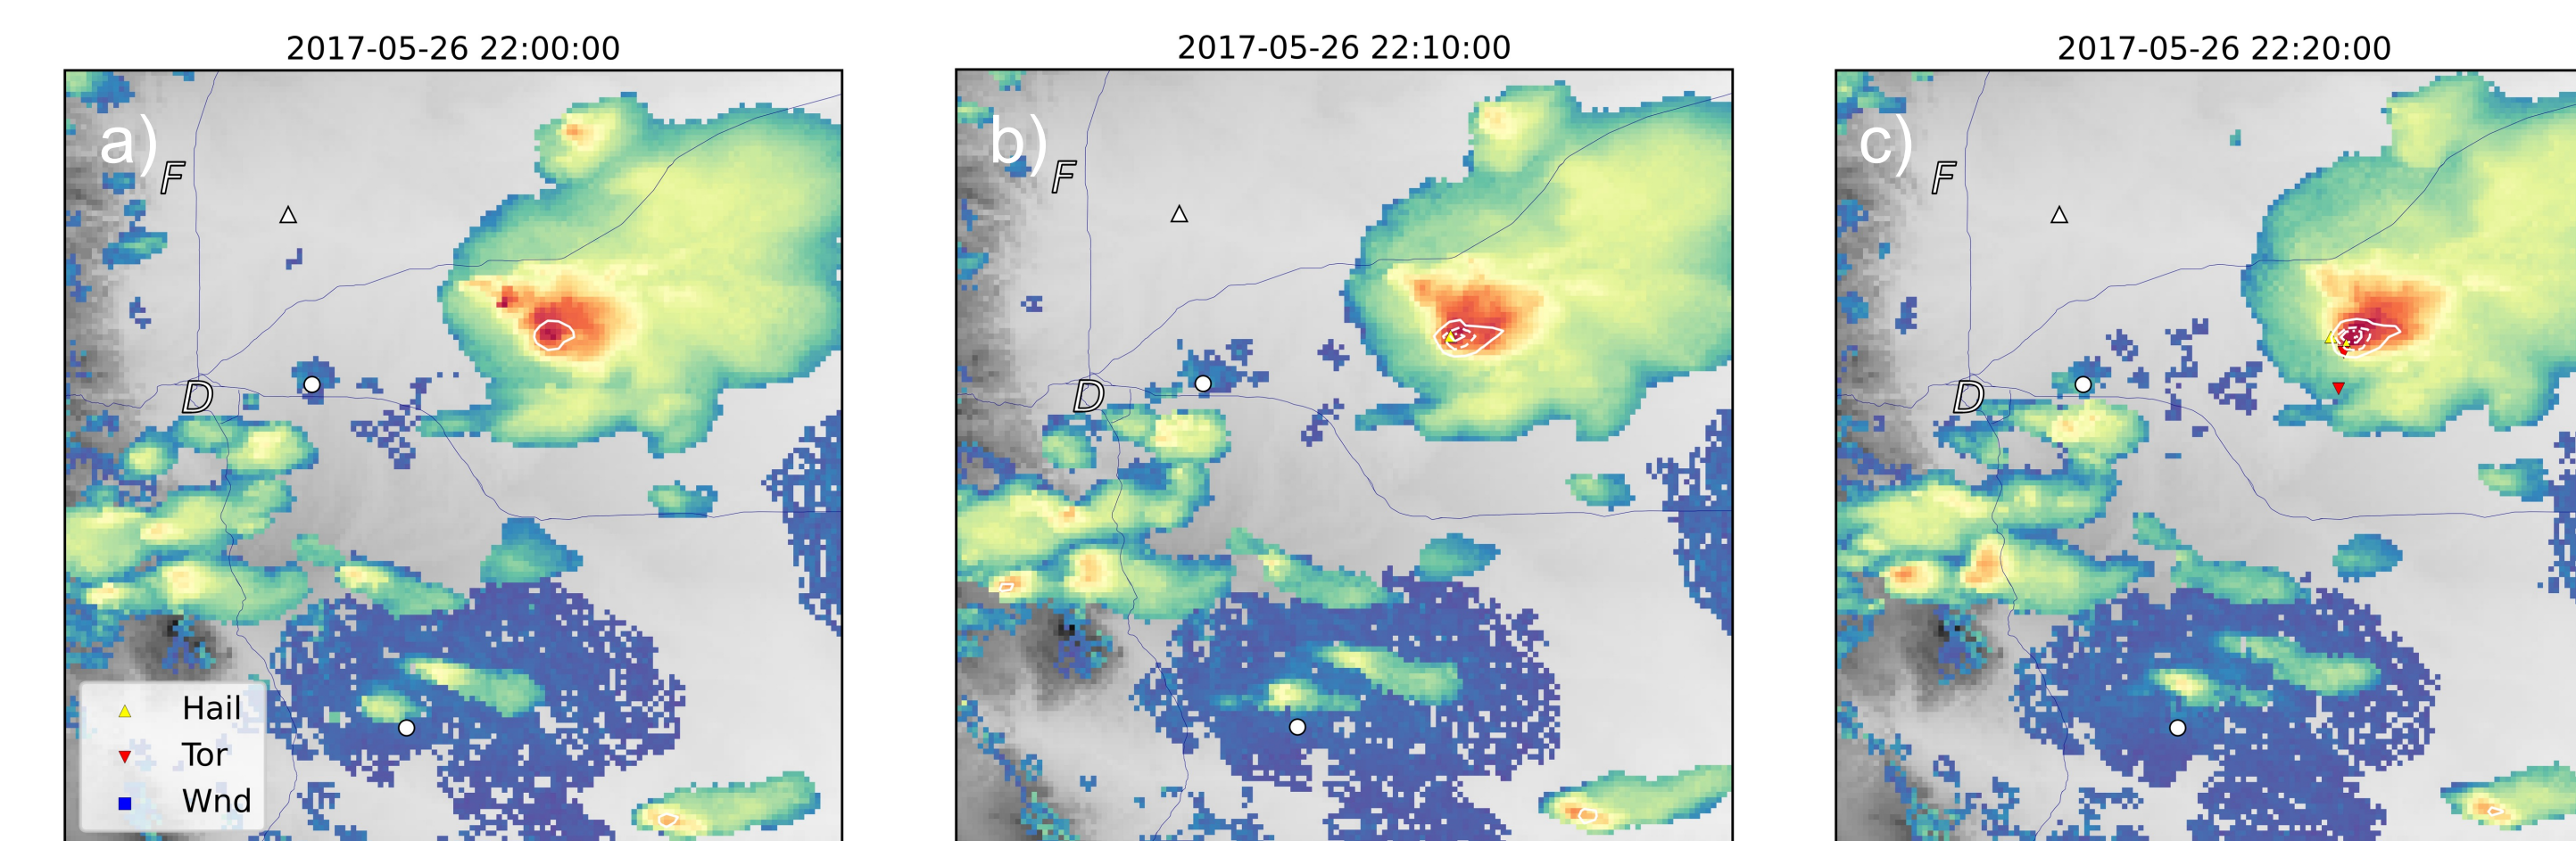 2017-05-26 22:00:00
2017-05-26 22:10:00
2017-05-26 22:20:00
a)
F
D
Hail
Tor
Wnd
b)
F
D
c)
F
D